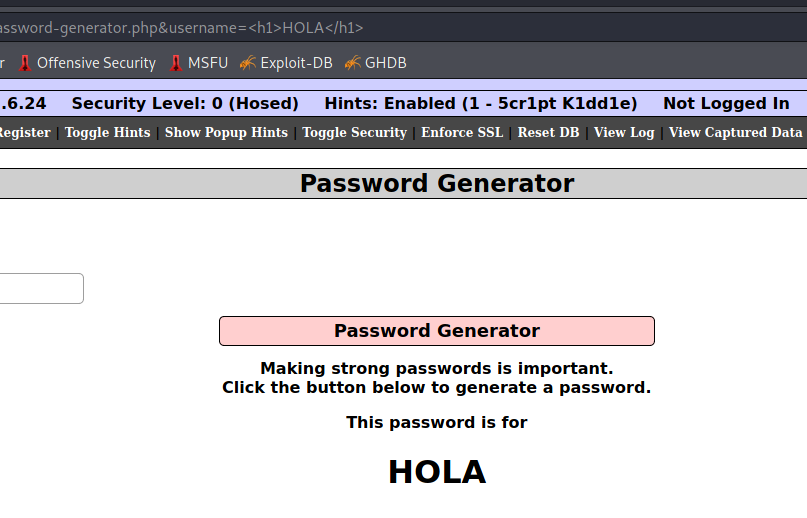 assword-generator.php&username=<h1>HOLA</h1>
r Offensive Security MSFU Exploit-DB GHDB
.6.24 Security Level: 0 (Hosed) Hints: Enabled (1 - 5cr1pt K1dd1e) Not Logged In
Register | Toggle Hints | Show Popup Hints | Toggle Security | Enforce SSL | Reset DB | View Log | View Captured Data
Password Generator
Password Generator
Making strong passwords is important.
Click the button below to generate a password.
This password is for
HOLA